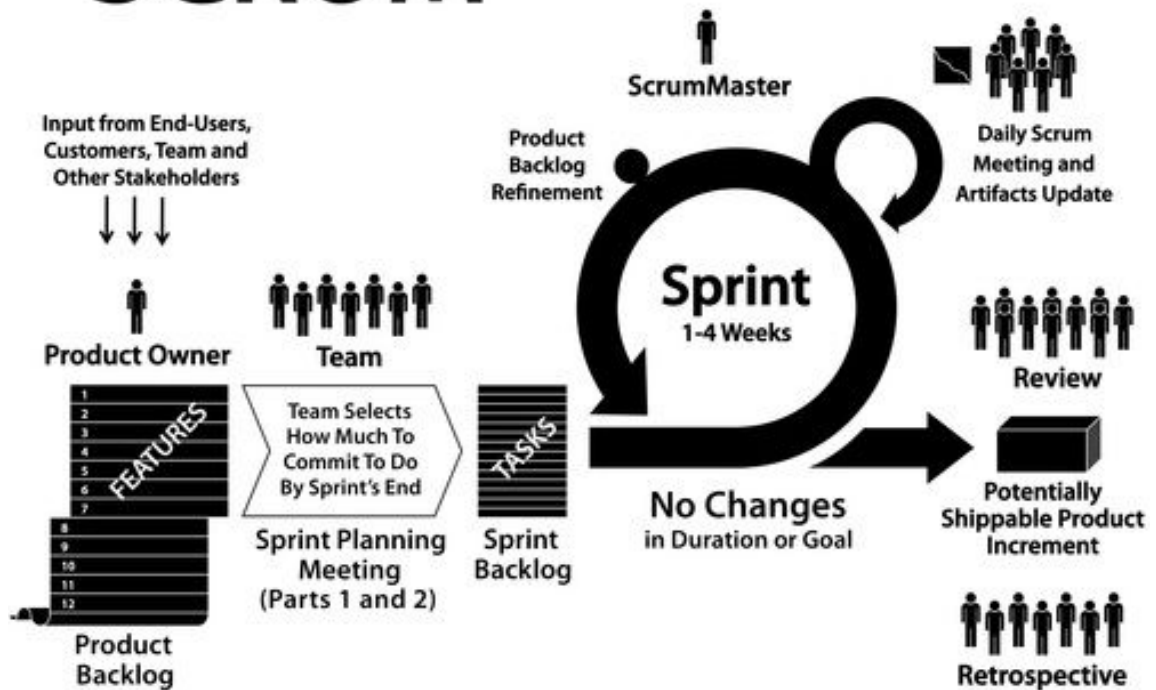 SCRUM
ScrumMaster
Input from End-Users,
Customers, Team and
Other Stakeholders
Product
Backlog
Refinement
Daily Scrum
Meeting and
Artifacts Update
Product Owner
Team
Sprint
1-4 Weeks
Review
1
2
3
4
5
6
7
FEATURES
8
9
10
11
12
Team Selects
How Much To
Commit To Do
By Sprint's End
TASKS
Sprint Planning
Meeting
(Parts 1 and 2)
Sprint
Backlog
No Changes
in Duration or Goal
Potentially
Shippable Product
Increment
Product
Backlog
Retrospective